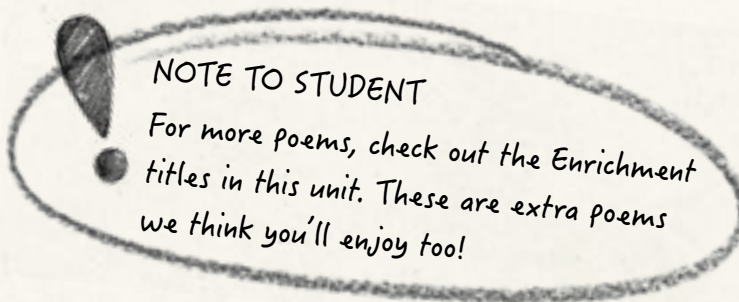 NOTE TO STUDENT
For more poems, check out the Enrichment
titles in this unit. These are extra poems
we think you'll enjoy too!